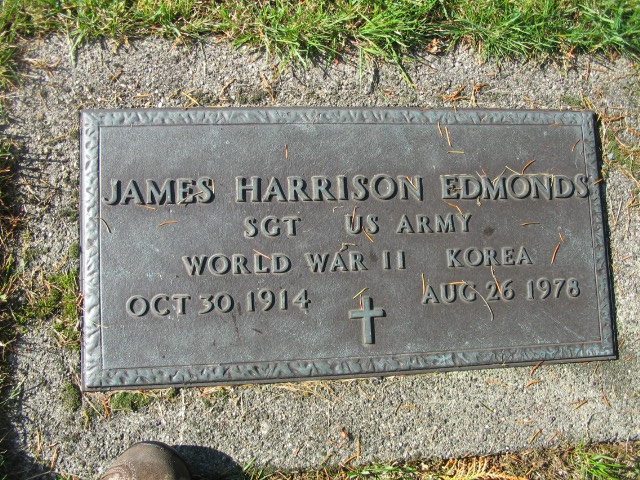 JAMES HARRISON EDMONDS
SGT US ARMY
WORLD WAR II KOREA
OCT 30 1914 AUG 26 1978